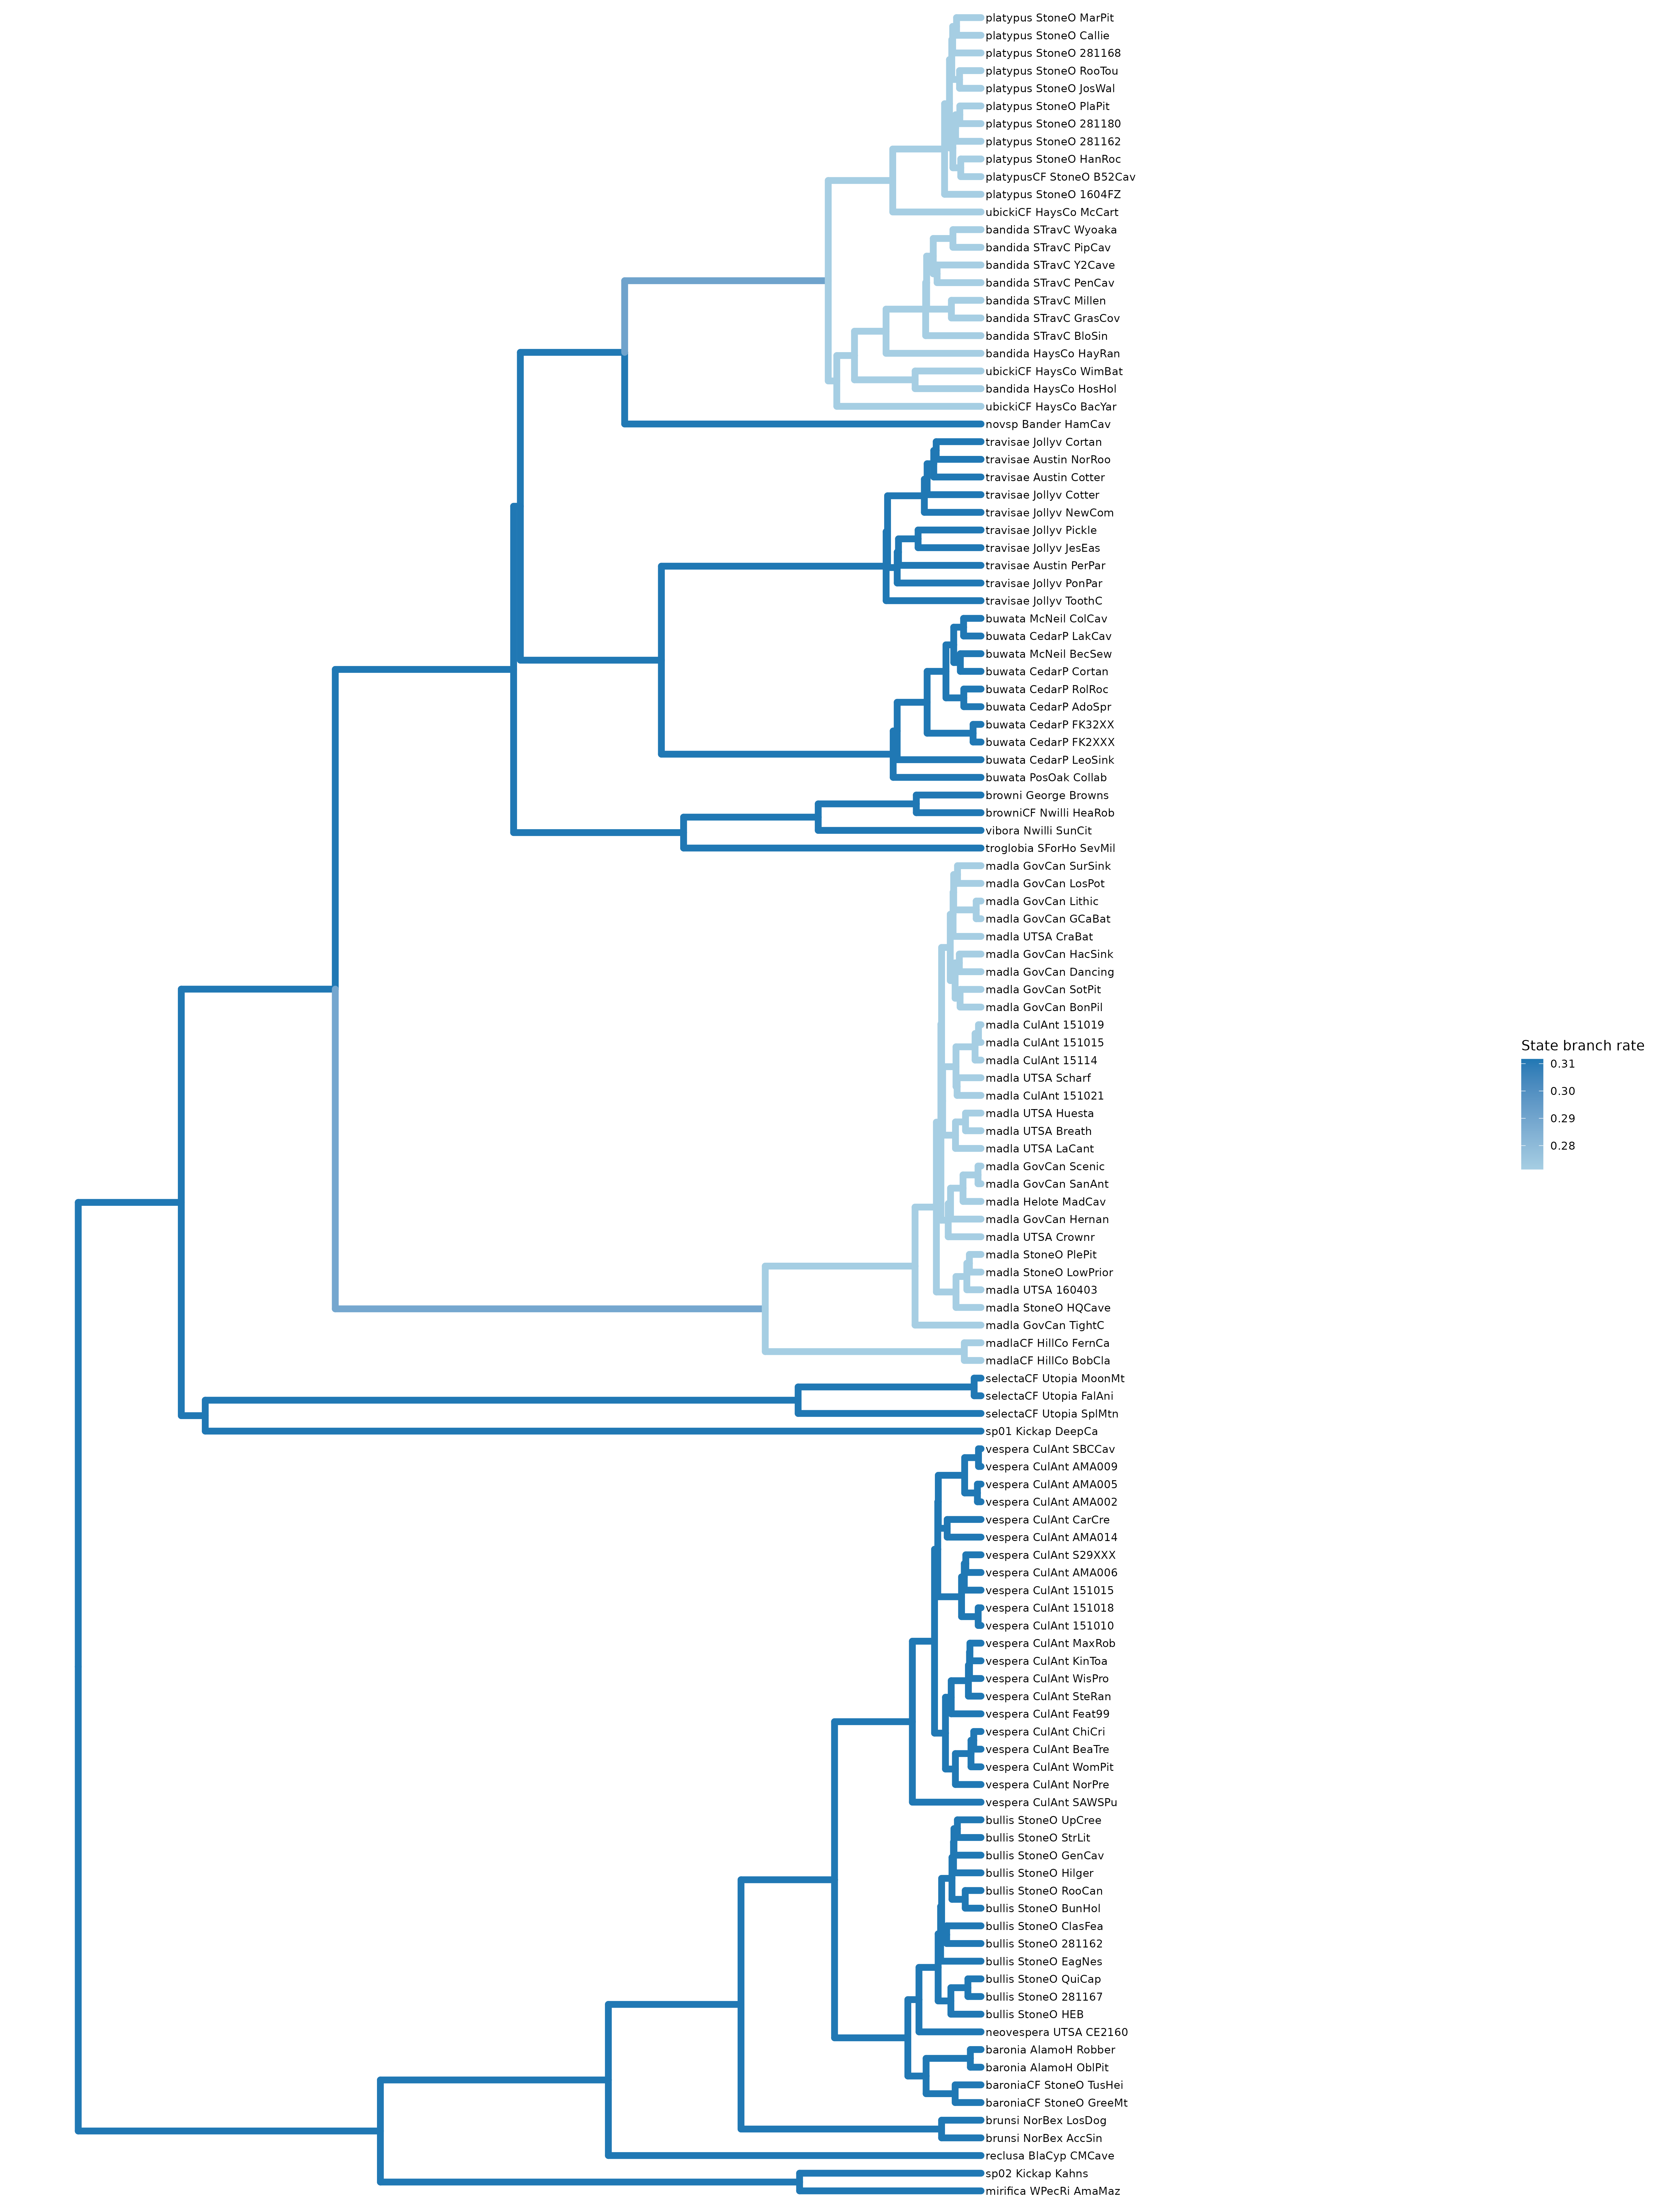 platypus StoneO MarPit
platypus StoneO Callie
platypus StoneO 281168
platypus StoneO RooTou
platypus StoneO JosWal
platypus StoneO PlaPit
platypus StoneO 281180
platypus StoneO 281162
platypus StoneO HanRoc
platypusCF StoneO B52Cav
platypus StoneO 1604FZ
ubickiCF HaysCo McCart
bandida STravC Wyoaka
bandida STravC PipCav
bandida STravC Y2Cave
bandida STravC PenCav
bandida STravC Millen
bandida STravC GrasCov
bandida STravC BloSin
bandida HaysCo HayRan
ubickiCF HaysCo WimBat
bandida HaysCo HosHol
ubickiCF HaysCo BacYar
novsp Bander HamCav
travisae Jollyv Cortan
travisae Austin NorRoo
travisae Austin Cotter
travisae Jollyv Cotter
travisae Jollyv NewCom
travisae Jollyv Pickle
travisae Jollyv JesEas
travisae Austin PerPar
travisae Jollyv PonPar
travisae Jollyv ToothC
buwata McNeil ColCav
buwata CedarP LakCav
buwata McNeil BecSew
buwata CedarP Cortan
buwata CedarP RolRoc
buwata CedarP AdoSpr
buwata CedarP FK32XX
buwata CedarP FK2XXX
buwata CedarP LeoSink
buwata PosOak Collab
browni George Browns
browniCF Nwilli HeaRob
vibora Nwilli SunCit
troglobia SForHo SevMil
madla GovCan SurSink
madla GovCan LosPot
madla GovCan Lithic
madla GovCan GCaBat
madla UTSA CraBat
madla GovCan HacSink
madla GovCan Dancing
madla GovCan SotPit
madla GovCan BonPil
madla CulAnt 151019
madla CulAnt 151015
madla CulAnt 15114
madla UTSA Scharf
madla CulAnt 151021
madla UTSA Huesta
madla UTSA Breath
madla UTSA LaCant
madla GovCan Scenic
madla GovCan SanAnt
madla Helote MadCav
madla GovCan Hernan
madla UTSA Crownr
madla StoneO PlePit
madla StoneO LowPrior
madla UTSA 160403
madla StoneO HQCave
madla GovCan TightC
madlaCF HillCo FernCa
madlaCF HillCo BobCla
selectaCF Utopia MoonMt
selectaCF Utopia FalAni
selectaCF Utopia SplMtn
sp01 Kickap DeepCa
vespera CulAnt SBCCav
vespera CulAnt AMA009
vespera CulAnt AMA005
vespera CulAnt AMA002
vespera CulAnt CarCre
vespera CulAnt AMA014
vespera CulAnt S29XXX
vespera CulAnt AMA006
vespera CulAnt 151015
vespera CulAnt 151018
vespera CulAnt 151010
vespera CulAnt MaxRob
vespera CulAnt KinToa
vespera CulAnt WisPro
vespera CulAnt SteRan
vespera CulAnt Feat99
vespera CulAnt ChiCri
vespera CulAnt BeaTre
vespera CulAnt WomPit
vespera CulAnt NorPre
vespera CulAnt SAWSPu
bullis StoneO UpCree
bullis StoneO StrLit
bullis StoneO GenCav
bullis StoneO Hilger
bullis StoneO RooCan
bullis StoneO BunHol
bullis StoneO ClasFea
bullis StoneO 281162
bullis StoneO EagNes
bullis StoneO QuiCap
bullis StoneO 281167
bullis StoneO HEB
neovespera UTSA CE2160
baronia AlamoH Robber
baronia AlamoH OblPit
baroniaCF StoneO TusHei
baroniaCF StoneO GreeMt
brunsi NorBex LosDog
brunsi NorBex AccSin
reclusa BlaCyp CMCave
sp02 Kickap Kahns
mirifica WPecRi AmaMaz
State branch rate
0.31
0.30
0.29
0.28